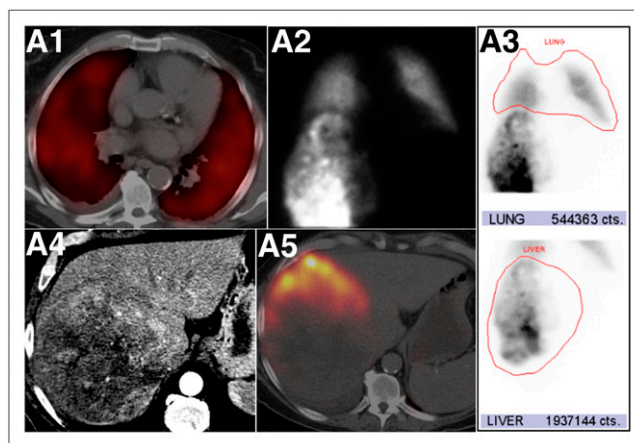 A1
A2
A3
LUNG
LUNG 544363 cts.
A4
A5
LIVER
LIVER 1937144 cts.